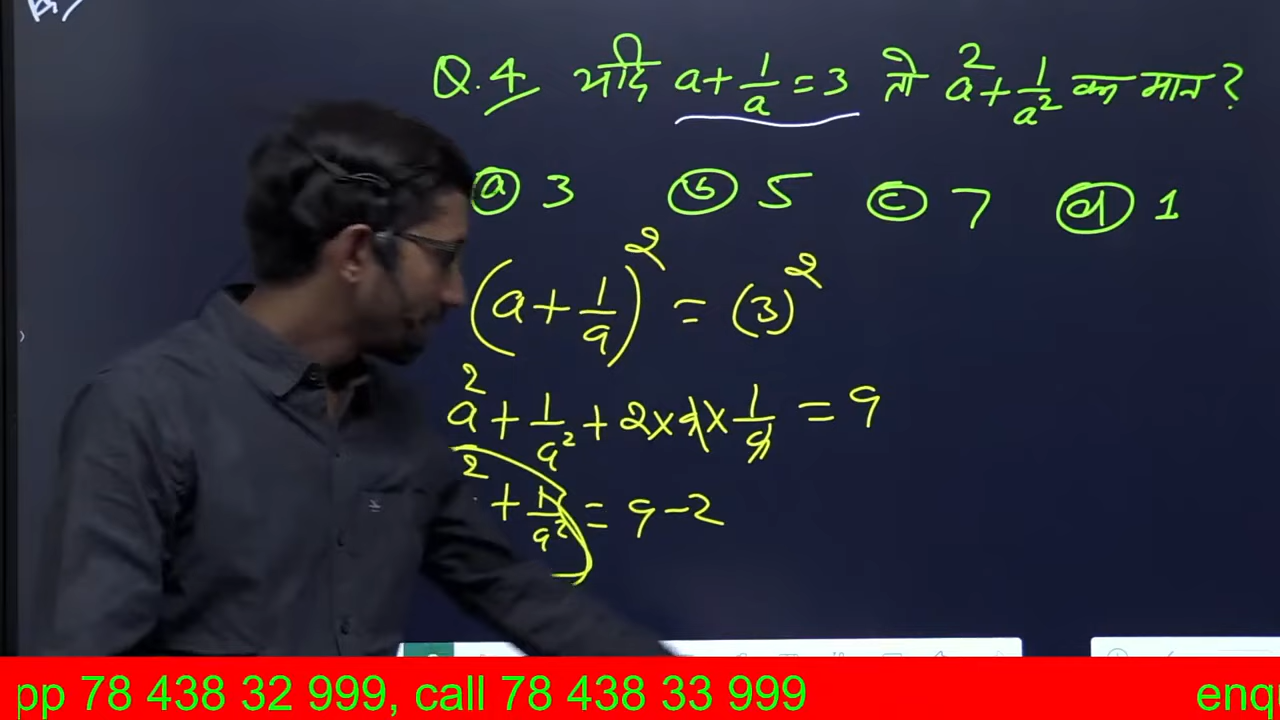 Q.4 यदि a + 1/a = 3 तो a² + 1/a² का मान ?
(a) 3 (b) 5 (c) 7 (d) 1
(a + 1/a)² = (3)²
a² + 1/a² + 2 × a × 1/a = 9
² + 1/a² = 9 - 2
pp 78 438 32 999, call 78 438 33 999 enq